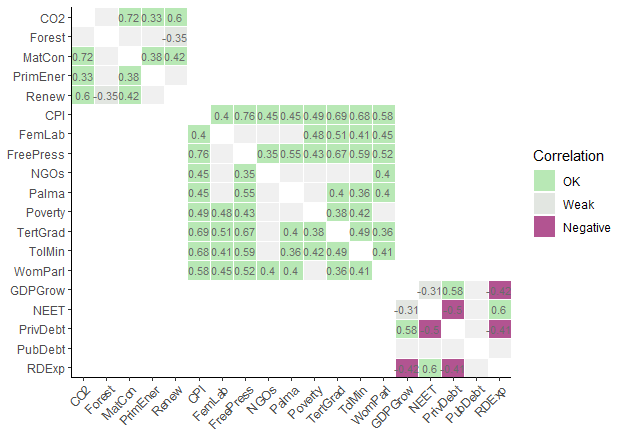 CO2 0.72 0.33 0.6
Forest -0.35
MatCon 0.72 0.38 0.42
PrimEner 0.33 0.38
Renew 0.6 -0.35 0.42
CPI 0.4 0.76 0.45 0.45 0.49 0.69 0.68 0.58
FemLab 0.4 0.48 0.51 0.41 0.45
FreePress 0.76 0.35 0.55 0.43 0.67 0.59 0.52
NGOs 0.45 0.35 0.4
Palma 0.45 0.55 0.4 0.36 0.4
Poverty 0.49 0.48 0.43 0.38 0.42
TertGrad 0.69 0.51 0.67 0.4 0.38 0.49 0.36
TolMin 0.68 0.41 0.59 0.36 0.42 0.49 0.41
WomParl 0.58 0.45 0.52 0.4 0.4 0.36 0.41
GDPGrow -0.31 0.58
NEET -0.31 0.6
PrivDebt 0.58
PubDebt
RDExp 0.6
CO2 Forest MatCon PrimEner Renew CPI FemLab FreePress NGOs Palma Poverty TertGrad TolMin WomParl GDPGrow NEET PrivDebt PubDebt RDExp
Correlation
OK
Weak
Negative